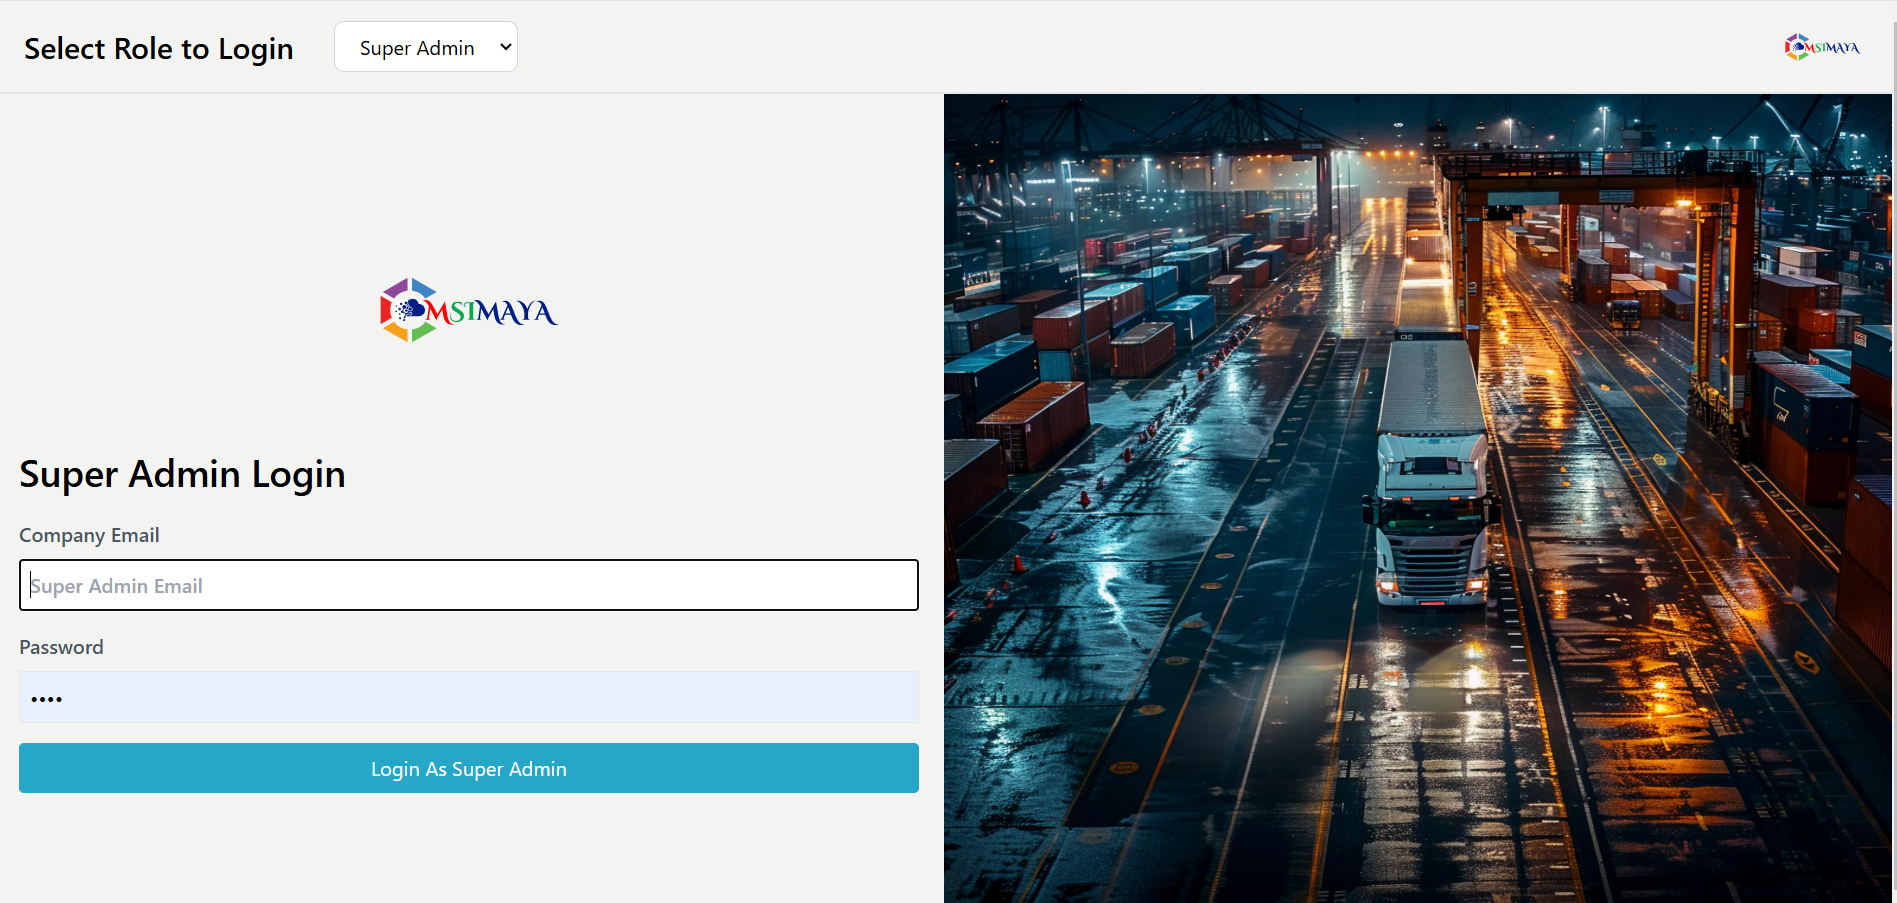 Select Role to Login
Super Admin
MSIMAYA
MSIMAYA
Super Admin Login
Company Email
Super Admin Email
Password
••••
Login As Super Admin